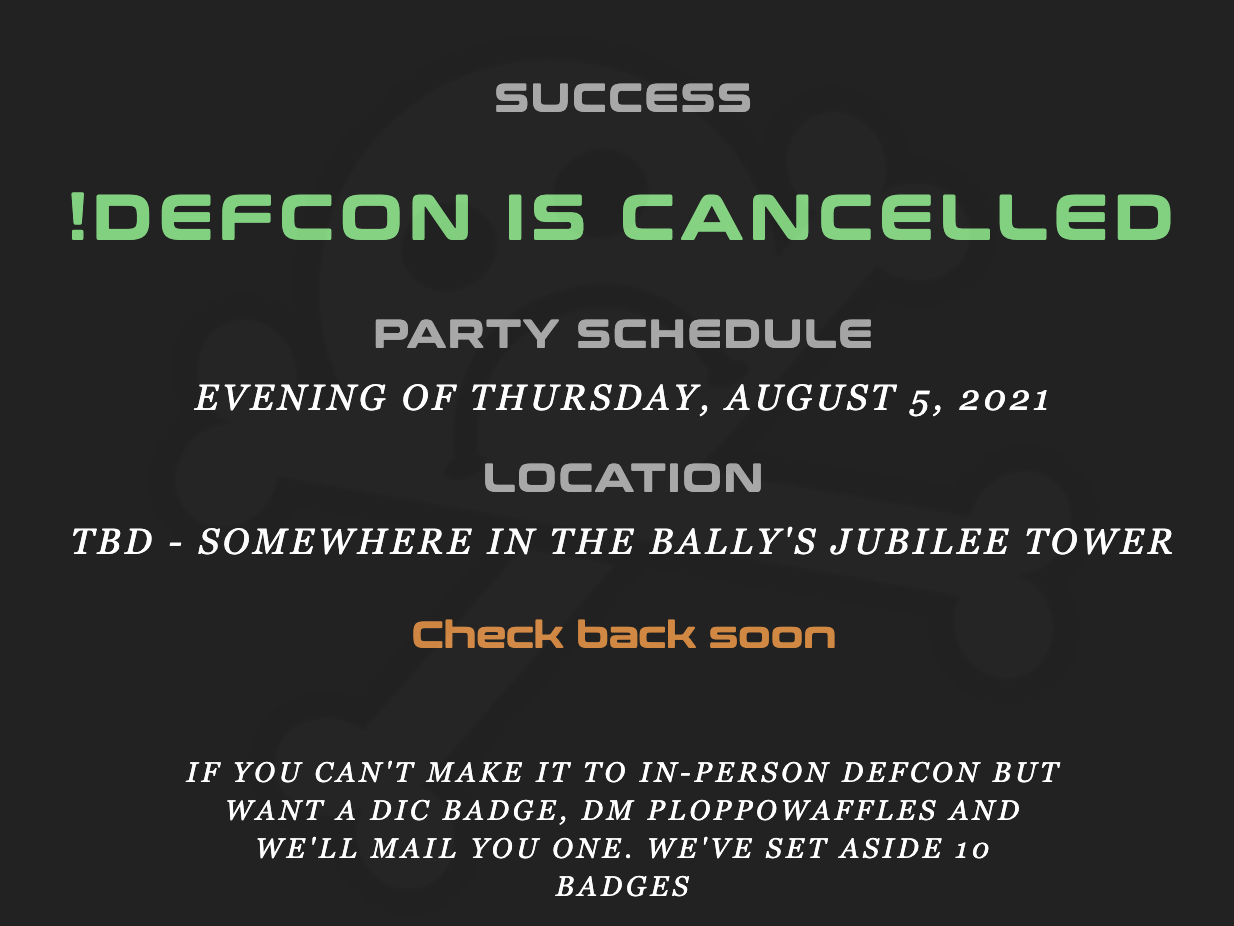 SUCCESS
!DEFCON IS CANCELLED
PARTY SCHEDULE
EVENING OF THURSDAY, AUGUST 5, 2021
LOCATION
TBD - SOMEWHERE IN THE BALLY'S JUBILEE TOWER
Check back soon
IF YOU CAN'T MAKE IT TO IN-PERSON DEFCON BUT
WANT A DIC BADGE, DM PLOPPOWAFFLES AND
WE'LL MAIL YOU ONE. WE'VE SET ASIDE 10
BADGES